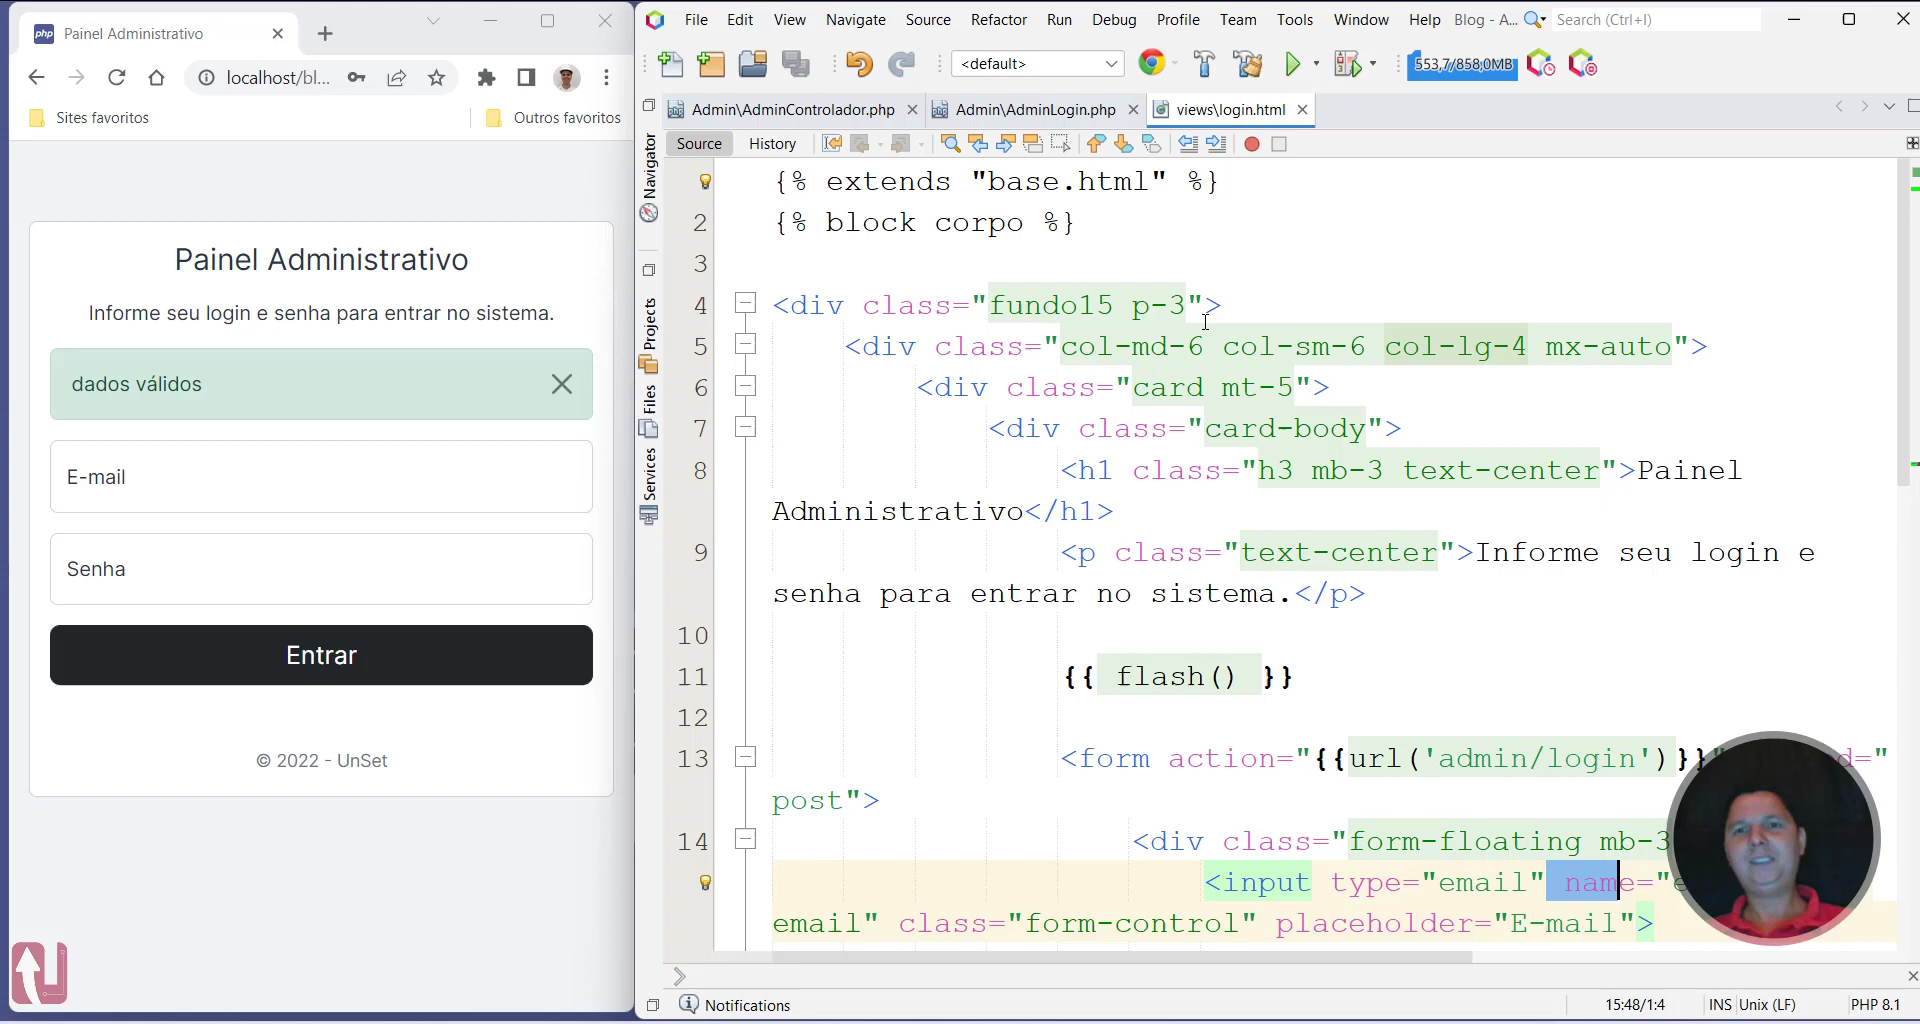 php Painel Administrativo
localhost/bl...
Sites favoritos
Outros favoritos
Painel Administrativo
Informe seu login e senha para entrar no sistema.
dados válidos
E-mail
Senha
Entrar
© 2022 - UnSet
File Edit View Navigate Source Refactor Run Debug Profile Team Tools Window Help Blog - A... Search (Ctrl+I)
<default>
553,7/858,0MB
Admin\AdminControlador.php
Admin\AdminLogin.php
views\login.html
Source History
Navigator
Projects
Files
Services
{% extends "base.html" %}
2 {% block corpo %}
3
4 <div class="fundo15 p-3">
5 <div class="col-md-6 col-sm-6 col-lg-4 mx-auto">
6 <div class="card mt-5">
7 <div class="card-body">
8 <h1 class="h3 mb-3 text-center">Painel
Administrativo</h1>
9 <p class="text-center">Informe seu login e
senha para entrar no sistema.</p>
10
11 {{ flash() }}
12
13 <form action="{{url('admin/login')}}" d="
post">
14 <div class="form-floating mb-3
<input type="email" name="e
email" class="form-control" placeholder="E-mail">
Notifications
15:48/1:4 INS Unix (LF) PHP 8.1